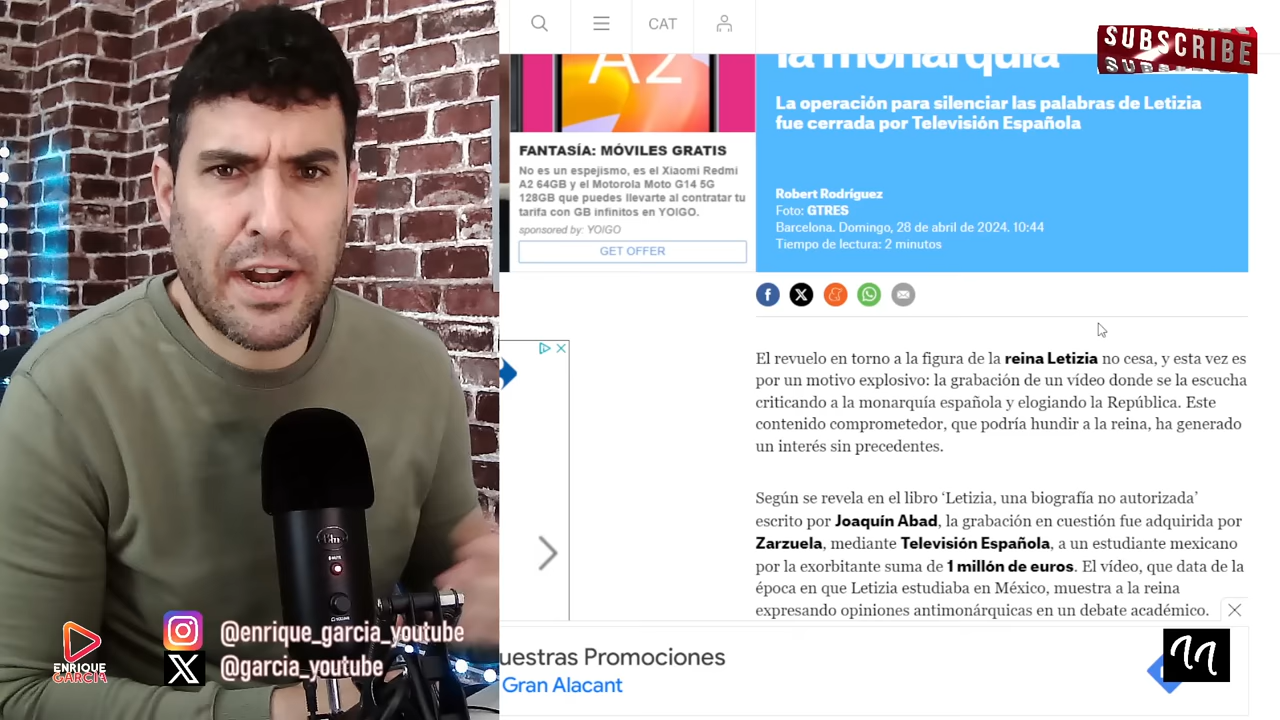 CAT
SUBSCRIBE
la monarquía
A2
La operación para silenciar las palabras de Letizia
fue cerrada por Televisión Española
FANTASÍA: MÓVILES GRATIS
No es un espejismo, es el Xiaomi Redmi
A2 64GB y el Motorola Moto G14 5G
128GB que puedes llevarte al contratar tu
tarifa con GB infinitos en YOIGO.
sponsored by: YOIGO
GET OFFER
Robert Rodríguez
Foto: GTRES
Barcelona. Domingo, 28 de abril de 2024. 10:44
Tiempo de lectura: 2 minutos
El revuelo en torno a la figura de la reina Letizia no cesa, y esta vez es
por un motivo explosivo: la grabación de un vídeo donde se la escucha
criticando a la monarquía española y elogiando la República. Este
contenido comprometedor, que podría hundir a la reina, ha generado
un interés sin precedentes.
Según se revela en el libro ‘Letizia, una biografía no autorizada’
escrito por Joaquín Abad, la grabación en cuestión fue adquirida por
Zarzuela, mediante Televisión Española, a un estudiante mexicano
por la exorbitante suma de 1 millón de euros. El vídeo, que data de la
época en que Letizia estudiaba en México, muestra a la reina
expresando opiniones antimonárquicas en un debate académico.
uestras Promociones
Gran Alacant
@enrique_garcia_youtube
@garcia_youtube
ENRIQUE
GARCIA